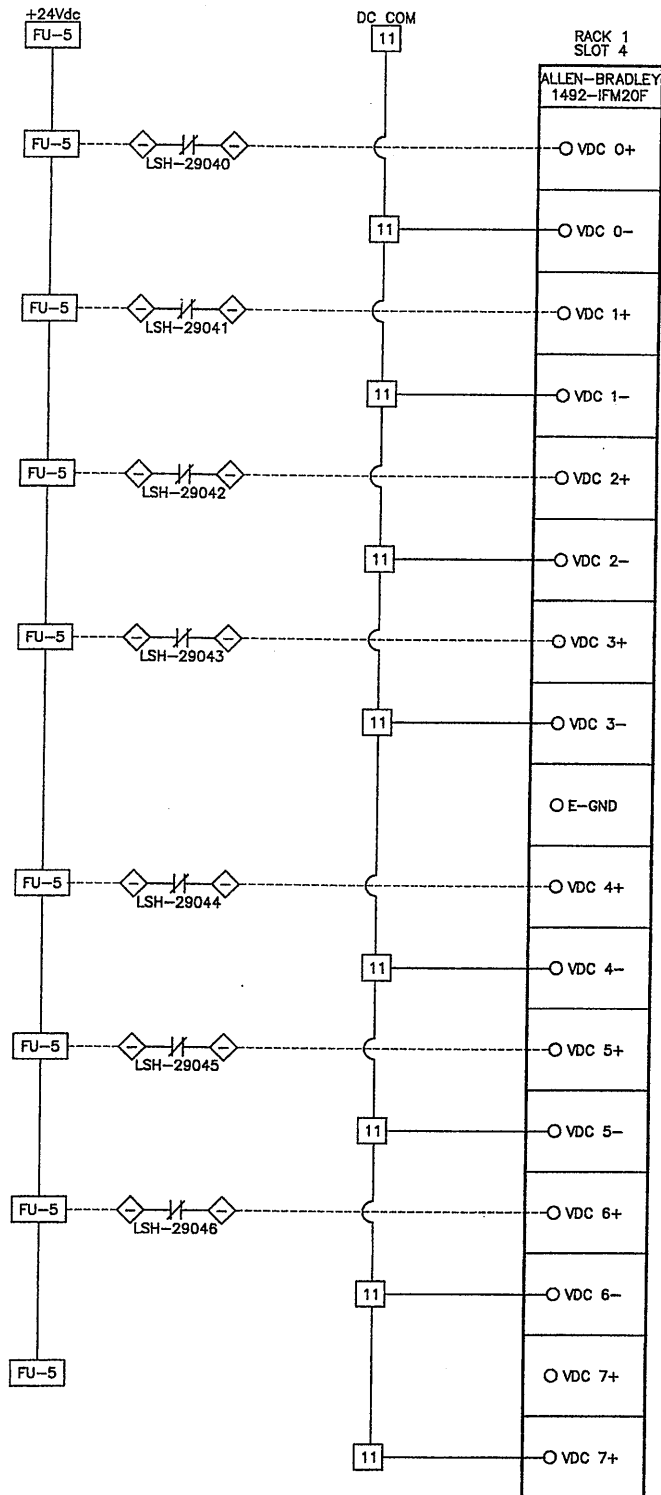 +24Vdc
FU-5
DC COM
11
RACK 1
SLOT 4
ALLEN-BRADLEY
1492-IFM20F
FU-5
LSH-29040
VDC 0+
11
VDC 0-
FU-5
LSH-29041
VDC 1+
11
VDC 1-
FU-5
LSH-29042
VDC 2+
11
VDC 2-
FU-5
LSH-29043
VDC 3+
11
VDC 3-
E-GND
FU-5
LSH-29044
VDC 4+
11
VDC 4-
FU-5
LSH-29045
VDC 5+
11
VDC 5-
FU-5
LSH-29046
VDC 6+
11
VDC 6-
FU-5
VDC 7+
11
VDC 7+